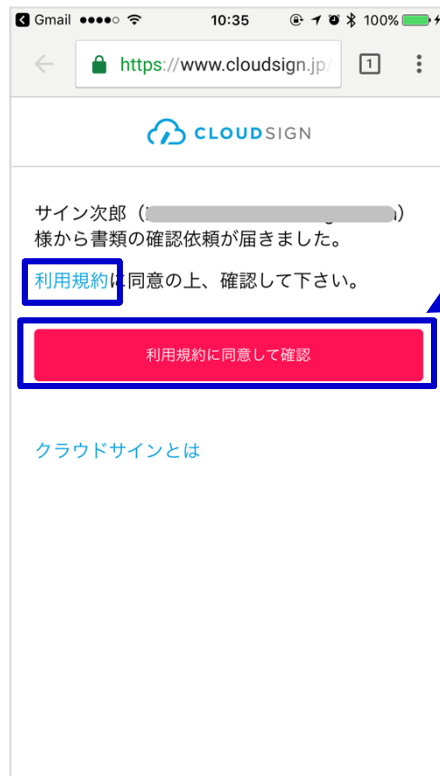 Gmail 10:35 100%
https://www.cloudsign.jp/ 1
CLOUDSIGN
サイン次郎（ ）
様から書類の確認依頼が届きました。
利用規約に同意の上、確認して下さい。
利用規約に同意して確認
クラウドサインとは